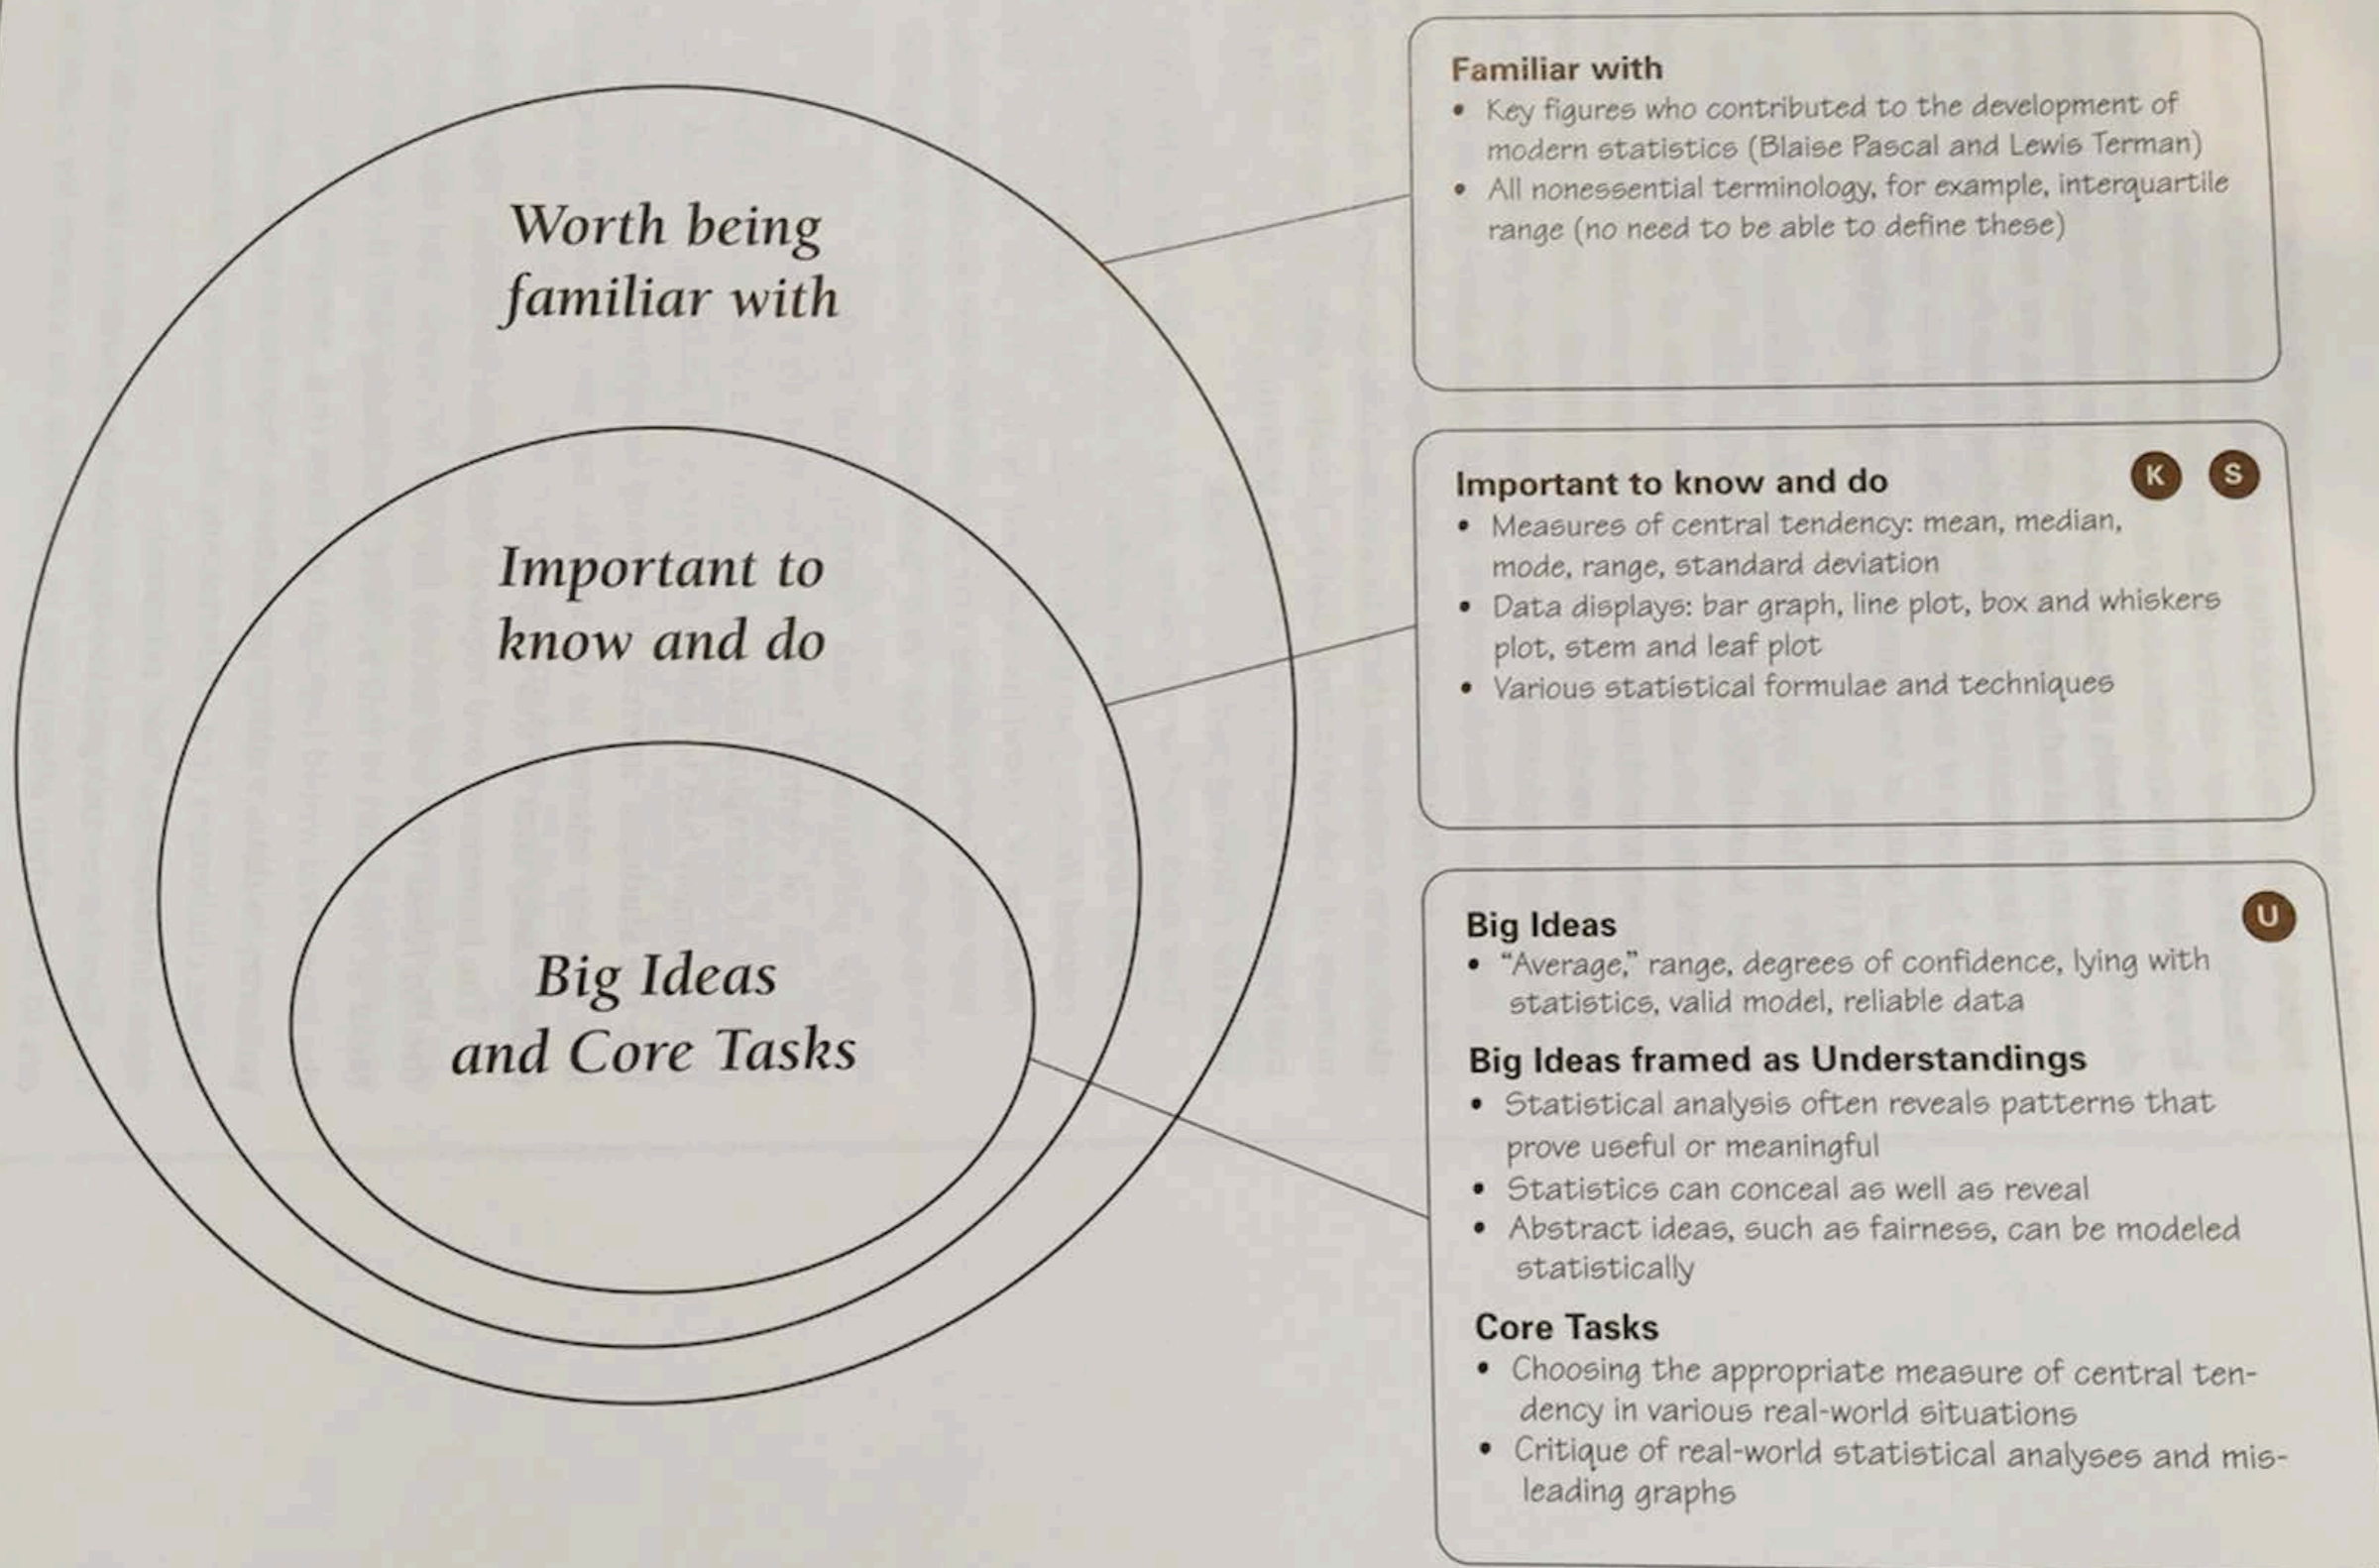 Worth being
familiar with
Important to
know and do
Big Ideas
and Core Tasks
Familiar with
• Key figures who contributed to the development of
modern statistics (Blaise Pascal and Lewis Terman)
• All nonessential terminology, for example, interquartile
range (no need to be able to define these)
Important to know and do K S
• Measures of central tendency: mean, median,
mode, range, standard deviation
• Data displays: bar graph, line plot, box and whiskers
plot, stem and leaf plot
• Various statistical formulae and techniques
Big Ideas U
• “Average,” range, degrees of confidence, lying with
statistics, valid model, reliable data
Big Ideas framed as Understandings
• Statistical analysis often reveals patterns that
prove useful or meaningful
• Statistics can conceal as well as reveal
• Abstract ideas, such as fairness, can be modeled
statistically
Core Tasks
• Choosing the appropriate measure of central ten-
dency in various real-world situations
• Critique of real-world statistical analyses and mis-
leading graphs